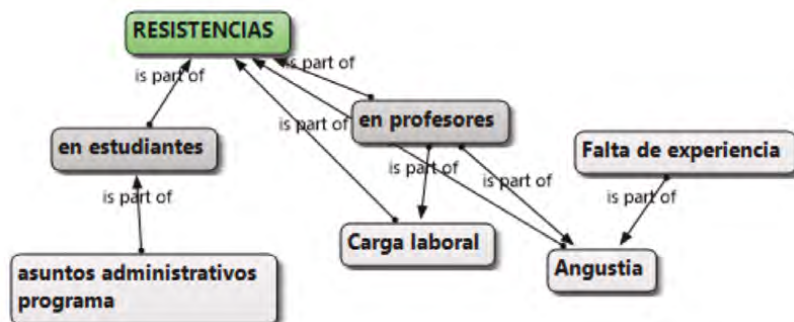 RESISTENCIAS
is part of
is part of
en profesores
is part of
en estudiantes
Falta de experiencia
is part of
is part of
is part of
is part of
Carga laboral
asuntos administrativos
programa
Angustia